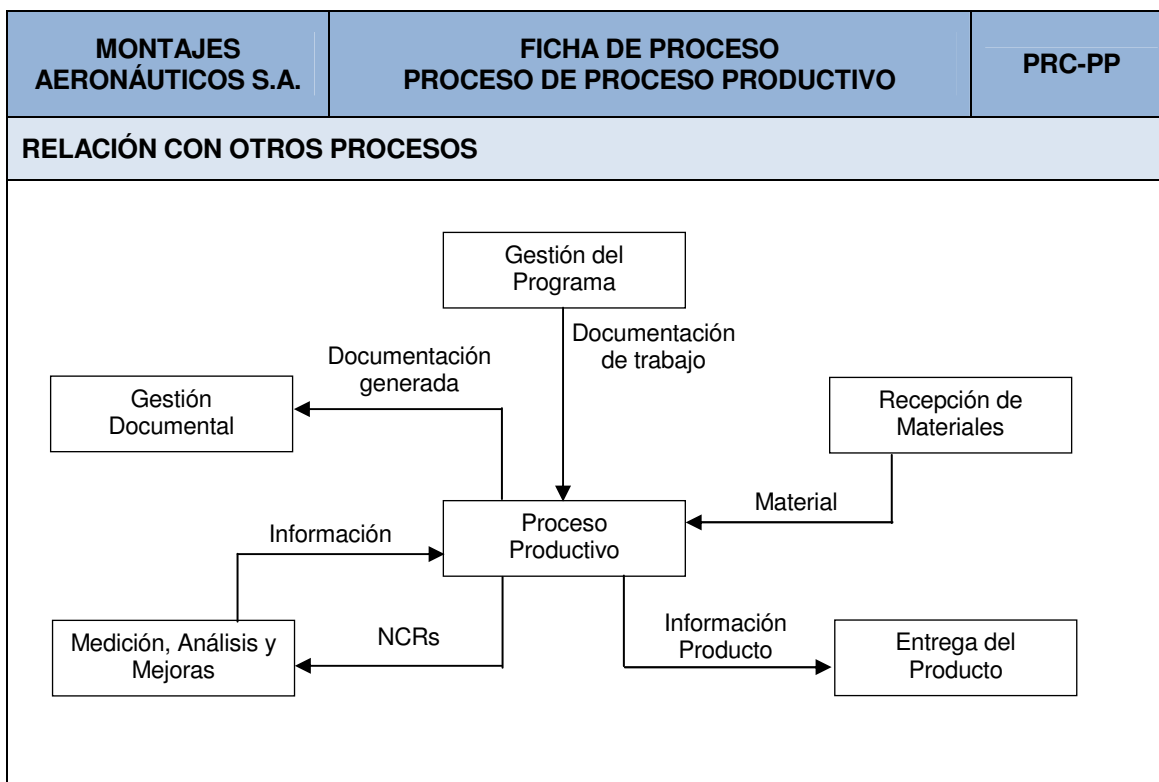 MONTAJES
AERONÁUTICOS S.A.
FICHA DE PROCESO
PROCESO DE PROCESO PRODUCTIVO
PRC-PP
RELACIÓN CON OTROS PROCESOS
Gestión del
Programa
Documentación
de trabajo
Documentación
generada
Gestión
Documental
Recepción de
Materiales
Material
Proceso
Productivo
Información
Medición, Análisis y
Mejoras
NCRs
Información
Producto
Entrega del
Producto